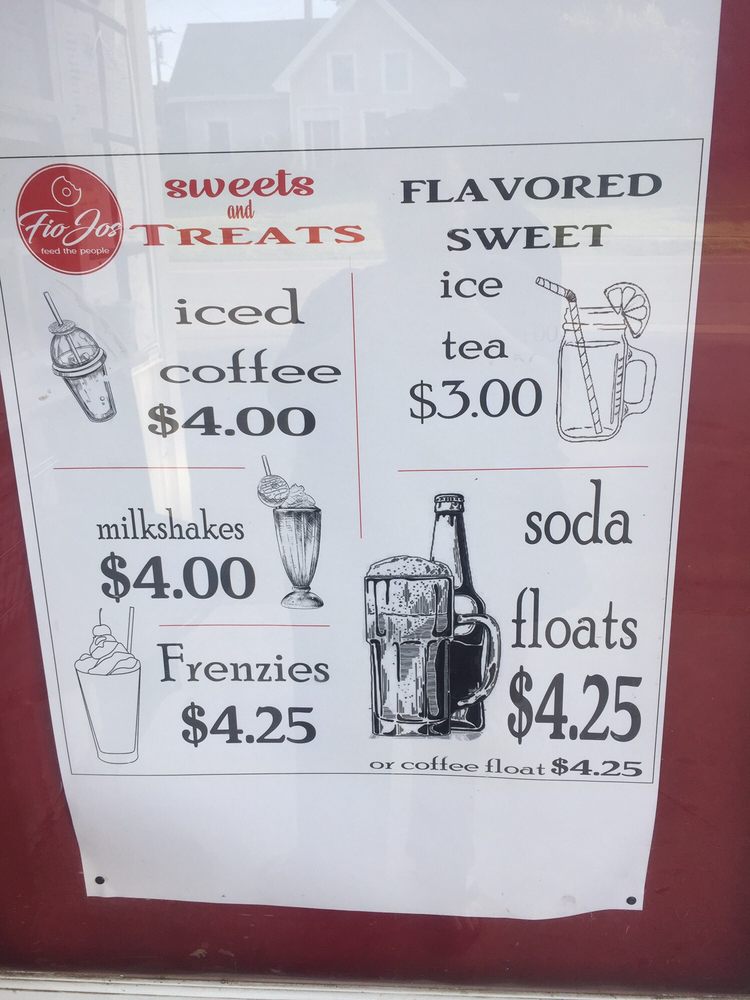 Fio Jos
feed the people
sweets
and
TREATS
iced
coffee
$4.00
milkshakes
$4.00
Frenzies
$4.25
FLAVORED
SWEET
ice
tea
$3.00
soda
floats
$4.25
or coffee float $4.25